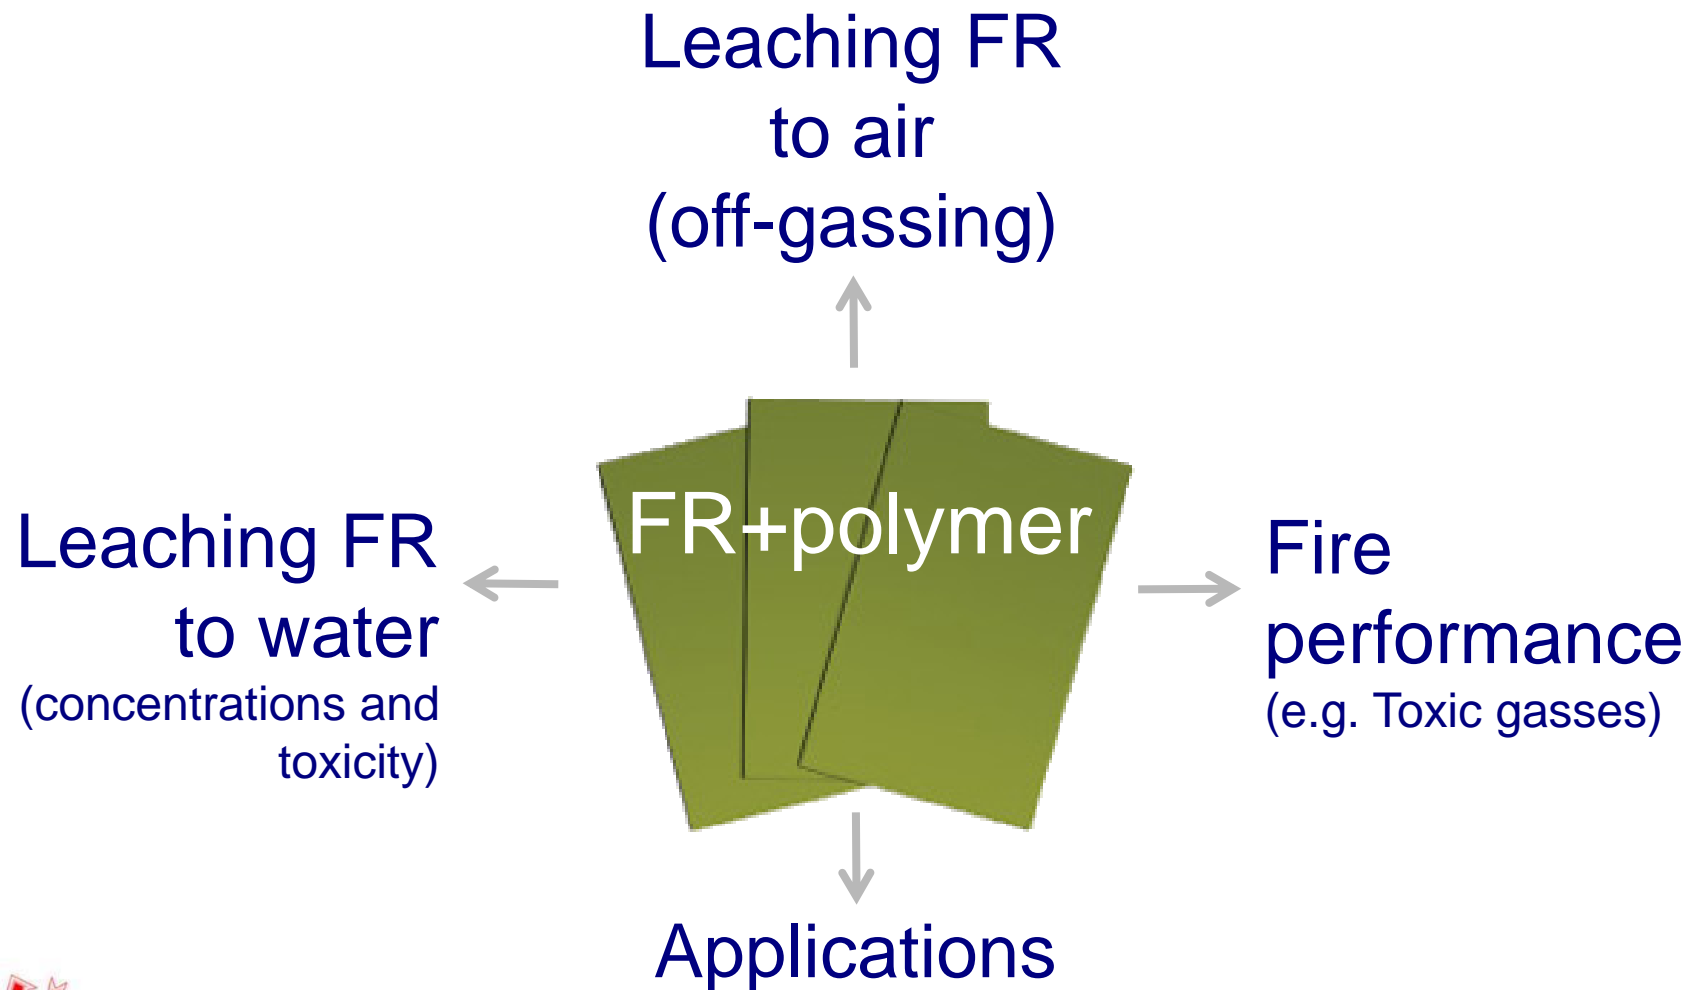 Leaching FR
to air
(off-gassing)
FR+polymer
Leaching FR
to water
(concentrations and
toxicity)
Fire
performance
(e.g. Toxic gasses)
Applications